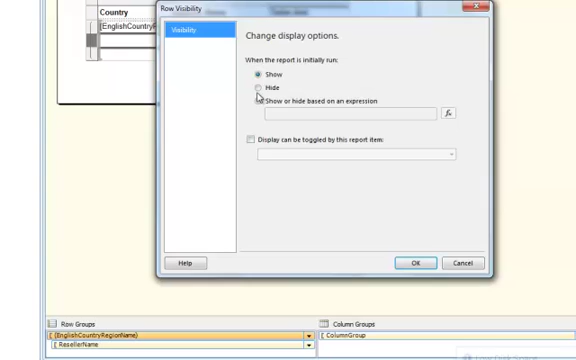 Row Visibility
Country
[EnglishCountryR
Visibility
Change display options.
When the report is initially run:
Show
Hide
Show or hide based on an expression
fx
Display can be toggled by this report item:
Help
OK
Cancel
Row Groups
Column Groups
[ (EnglishCountryRegionName)
[ ColumnGroup
[ ResellerName